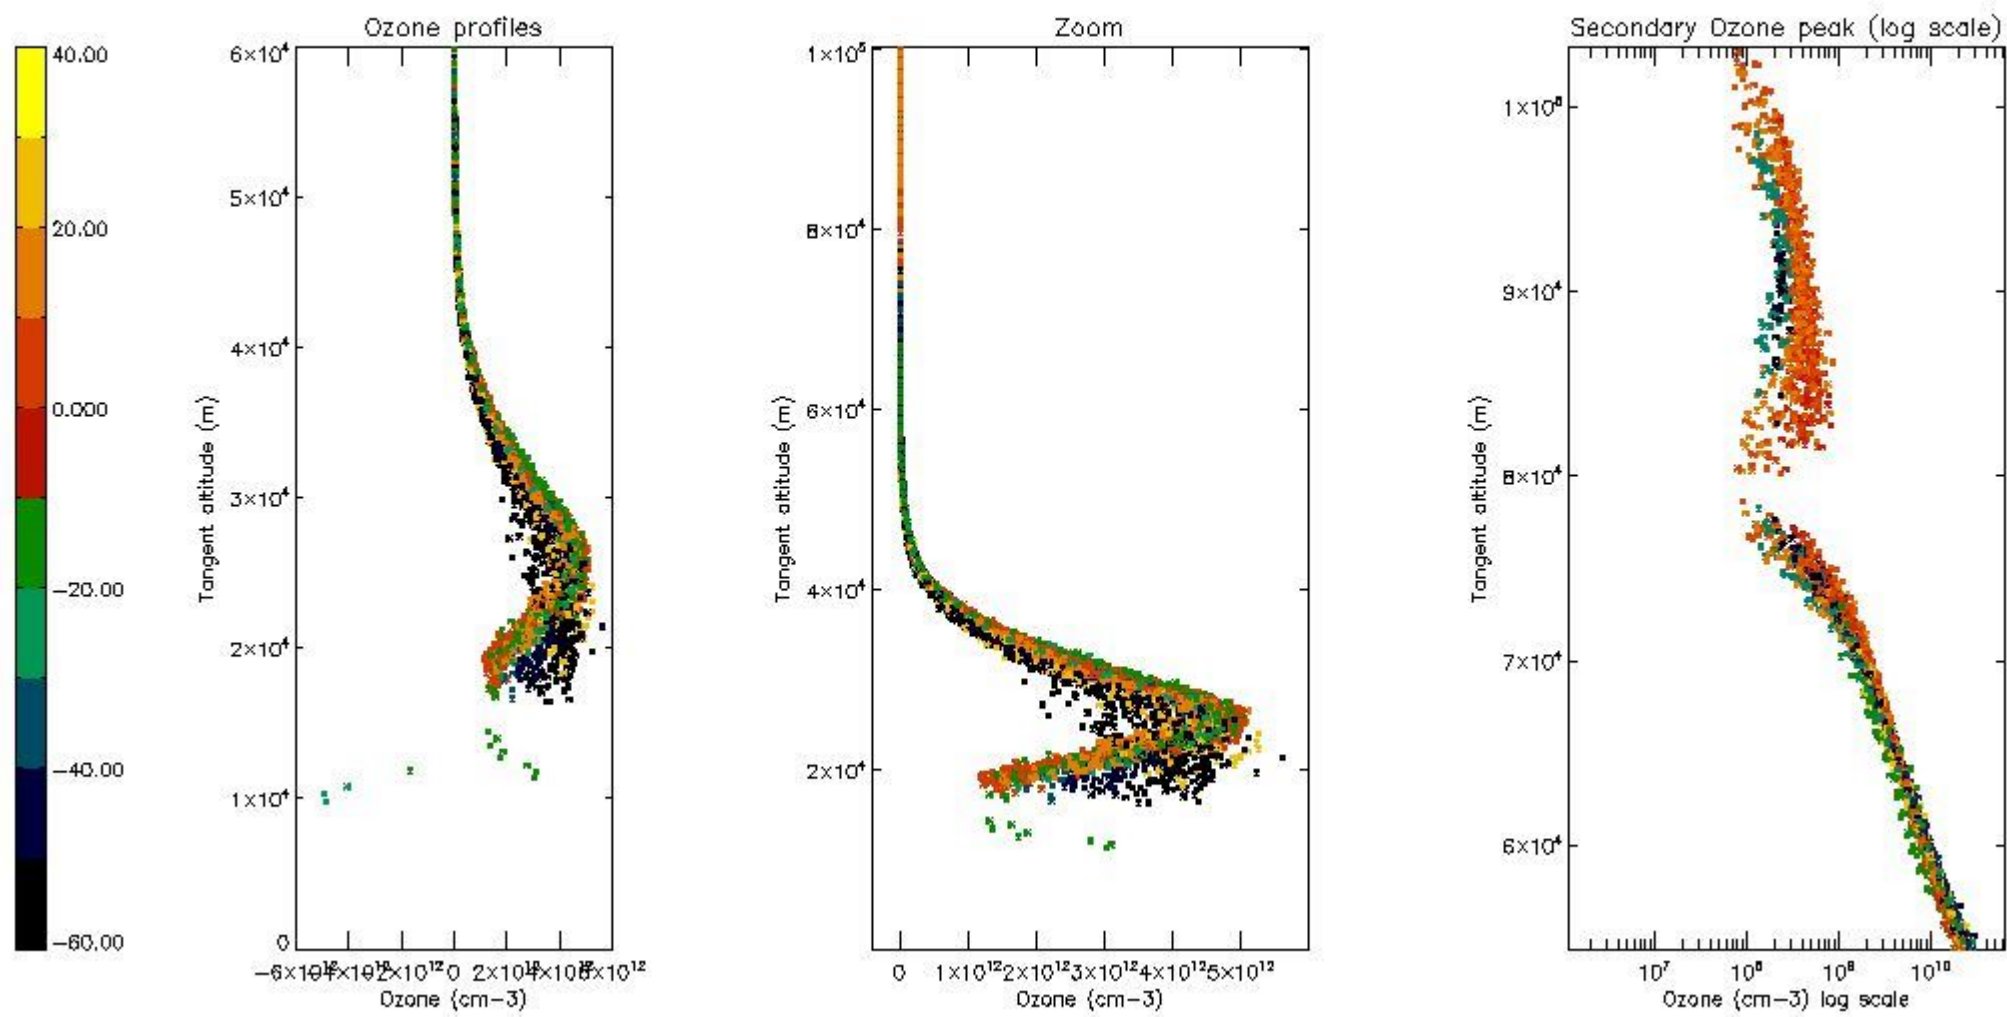 Ozone profiles
Zoom
Secondary Ozone peak (log scale)
40.00
20.00
0.000
−20.00
−40.00
−60.00
6×10⁴
5×10⁴
4×10⁴
3×10⁴
2×10⁴
1×10⁴
0
Tangent altitude (m)
0
Ozone (cm−3)
1×10⁵
8×10⁴
6×10⁴
4×10⁴
2×10⁴
Tangent altitude (m)
0 1×10¹² 2×10¹² 3×10¹² 4×10¹² 5×10¹²
Ozone (cm−3)
1×10⁵
9×10⁴
8×10⁴
7×10⁴
6×10⁴
Tangent altitude (m)
10⁷ 10⁸ 10⁹ 10¹⁰
Ozone (cm−3) log scale